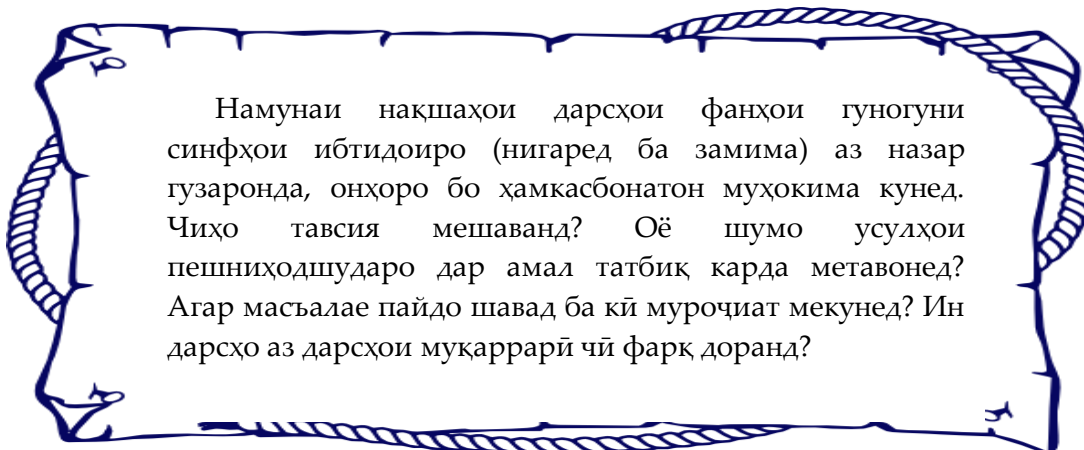 Намунаи нақшаҳои дарсҳои фанҳои гуногуни
синфҳои ибтидоиро (нигаред ба замима) аз назар
гузаронда, онҳоро бо ҳамкасбонатон муҳокима кунед.
Чиҳо тавсия мешаванд? Оё шумо усулҳои
пешниҳодшударо дар амал татбиқ карда метавонед?
Агар масъалае пайдо шавад ба кӣ муроҷиат мекунед? Ин
дарсҳо аз дарсҳои муқаррарӣ чӣ фарқ доранд?